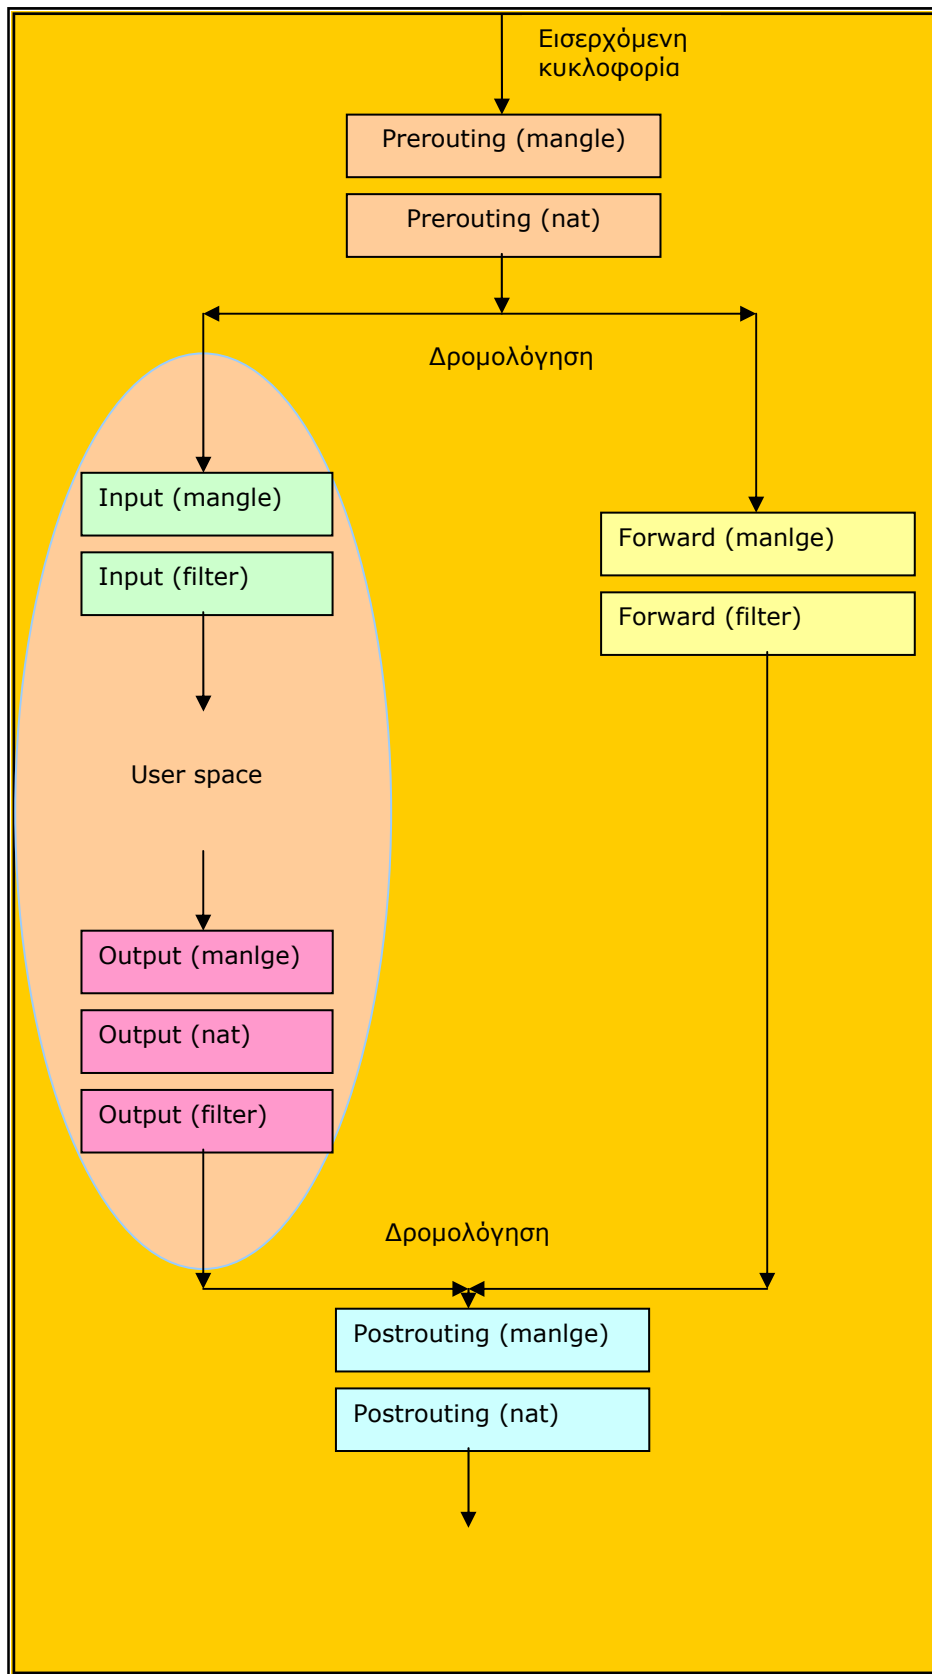 Εισερχόμενη
κυκλοφορία
Prerouting (mangle)
Prerouting (nat)
Δρομολόγηση
Input (mangle)
Input (filter)
Forward (manlge)
Forward (filter)
User space
Output (manlge)
Output (nat)
Output (filter)
Δρομολόγηση
Postrouting (manlge)
Postrouting (nat)